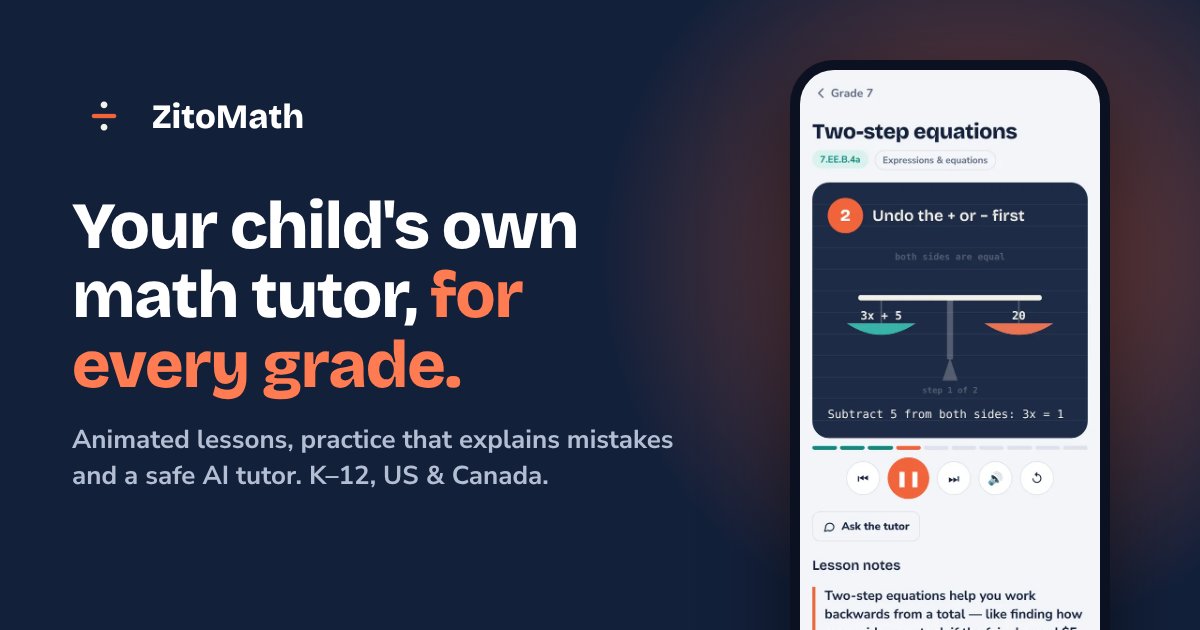 ZitoMath
Your child's own
math tutor, for
every grade.
Animated lessons, practice that explains mistakes
and a safe AI tutor. K–12, US & Canada.
Grade 7
Two-step equations
7.EE.B.4a
Expressions & equations
2
Undo the + or − first
both sides are equal
3x + 5
20
step 1 of 2
Subtract 5 from both sides: 3x = 1
Ask the tutor
Lesson notes
Two-step equations help you work
backwards from a total — like finding how